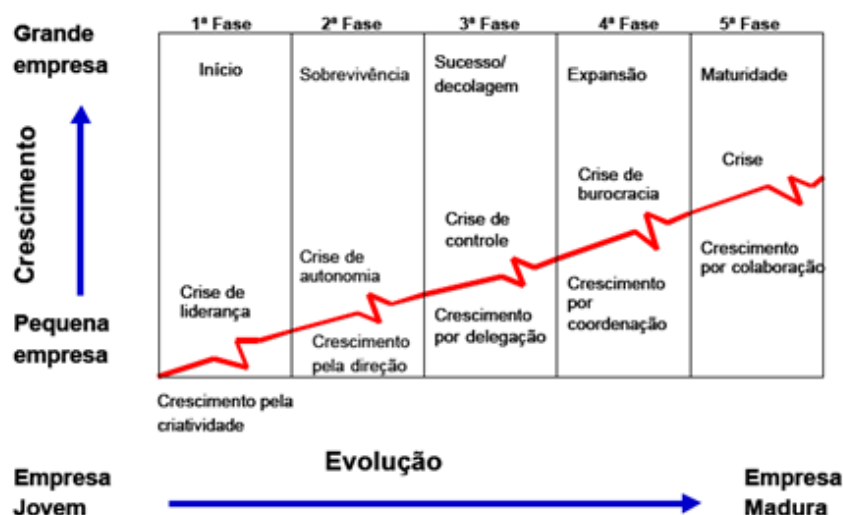 Grande
empresa
Crescimento
Pequena
empresa
1ª Fase
2ª Fase
3ª Fase
4ª Fase
5ª Fase
Início
Sobrevivência
Sucesso/
decolagem
Expansão
Maturidade
Crise de
liderança
Crise de
autonomia
Crise de
controle
Crise de
burocracia
Crise
Crescimento pela
criatividade
Crescimento
pela direção
Crescimento
por delegação
Crescimento
por
coordenação
Crescimento
por colaboração
Evolução
Empresa
Jovem
Empresa
Madura